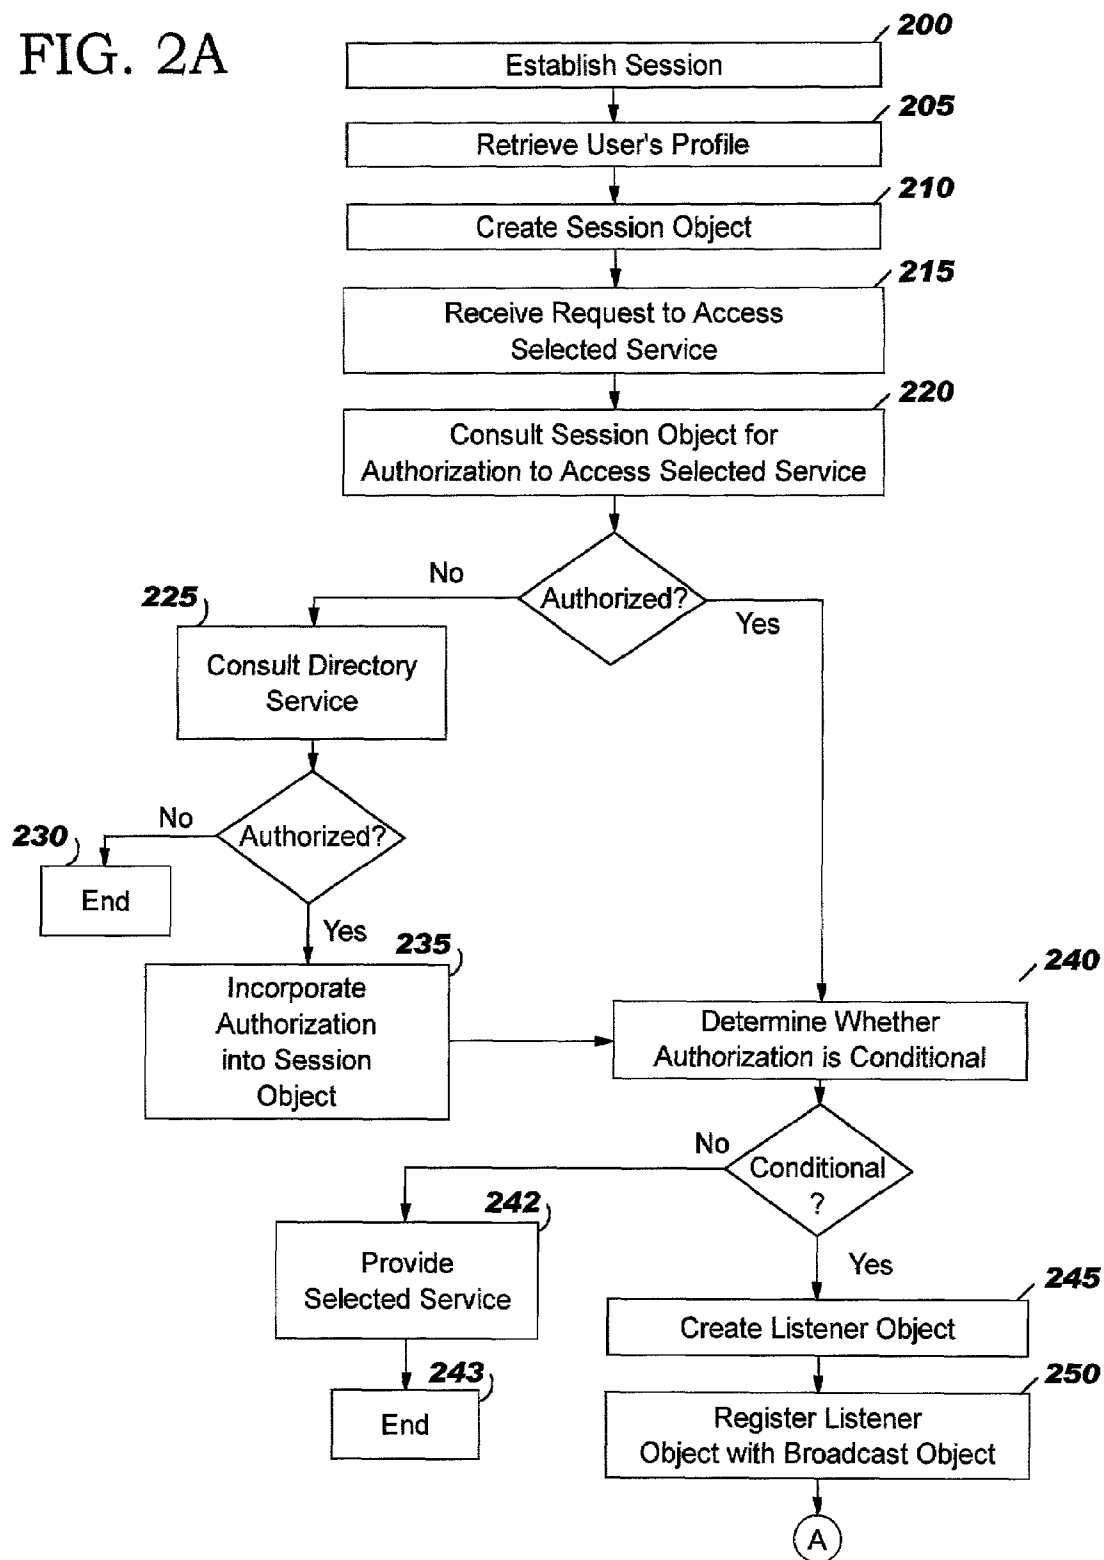 FIG. 2A
200
Establish Session
205
Retrieve User's Profile
210
Create Session Object
215
Receive Request to Access
Selected Service
220
Consult Session Object for
Authorization to Access Selected Service
Authorized?
No
Yes
225
Consult Directory
Service
Authorized?
No
230
End
Yes
235
Incorporate
Authorization
into Session
Object
240
Determine Whether
Authorization is Conditional
Conditional
?
No
242
Provide
Selected Service
243
End
Yes
245
Create Listener Object
250
Register Listener
Object with Broadcast Object
A